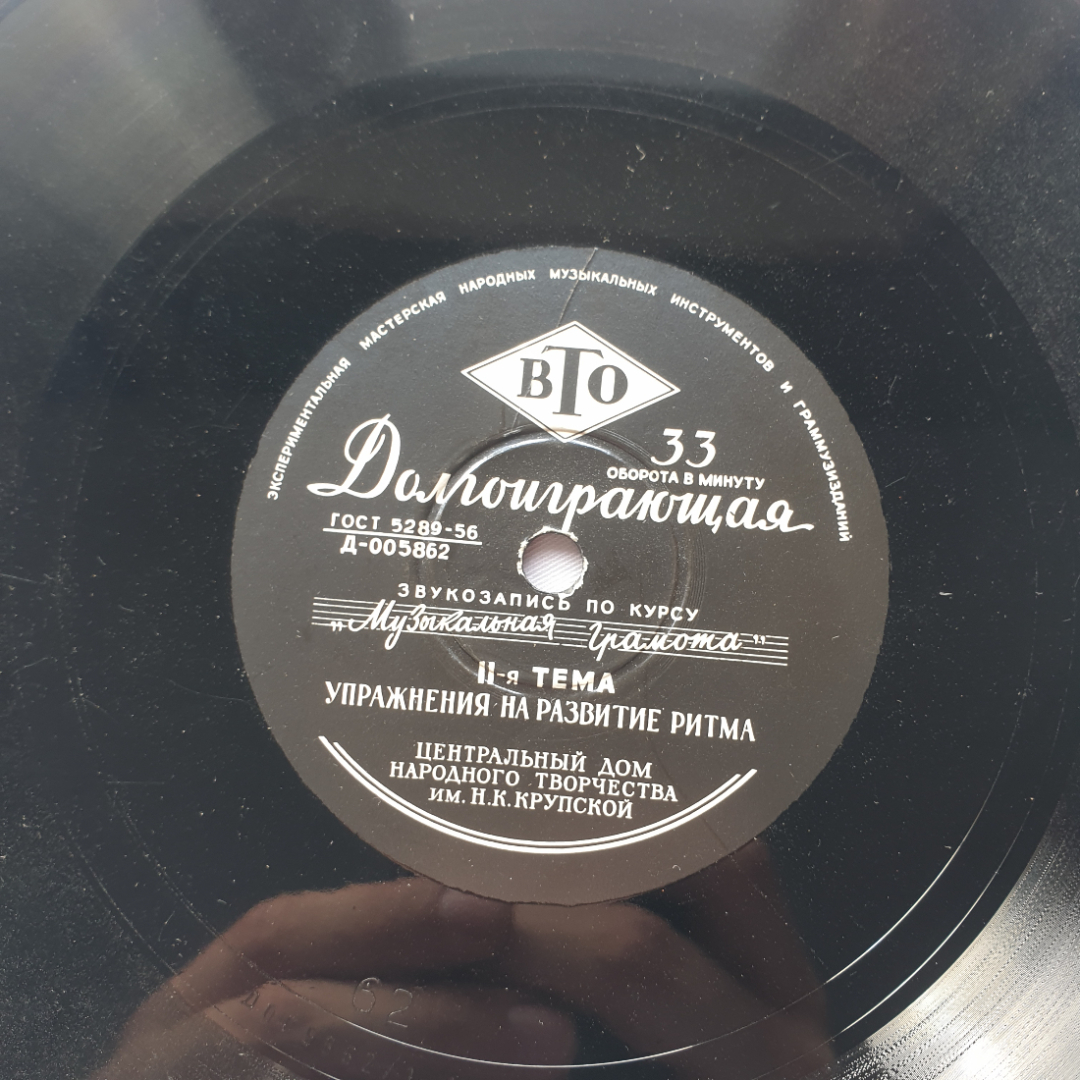 ЭКСПЕРИМЕНТАЛЬНАЯ МАСТЕРСКАЯ НАРОДНЫХ МУЗЫКАЛЬНЫХ ИНСТРУМЕНТОВ И ГРАММУЗИЗДАНИЙ
ВТО
33
ОБОРОТА В МИНУТУ
Долгоиграющая
ГОСТ 5289-56
Д-005862
ЗВУКОЗАПИСЬ ПО КУРСУ
„Музыкальная грамота“
II-я ТЕМА
УПРАЖНЕНИЯ НА РАЗВИТИЕ РИТМА
ЦЕНТРАЛЬНЫЙ ДОМ
НАРОДНОГО ТВОРЧЕСТВА
им. Н.К.КРУПСКОЙ
62